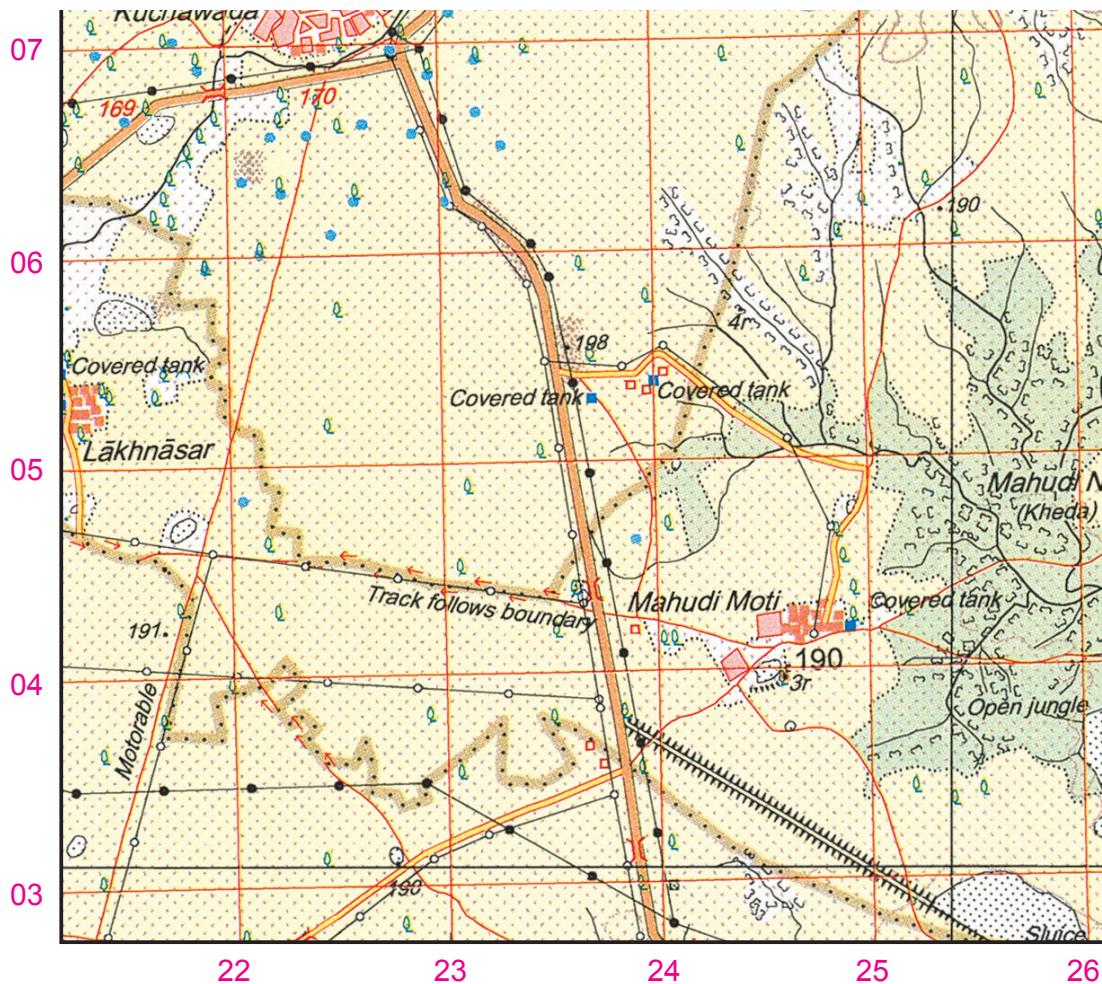 Kuchawada
07
169
170
190
06
4r
198
Covered tank
Covered tank
Covered tank
Lākhnāsar
05
Mahudi N
(Kheda)
Track follows boundary
Mahudi Moti
Covered tank
191
190
04
3r
Motorable
Open jungle
03
190
Sluice
22
23
24
25
26